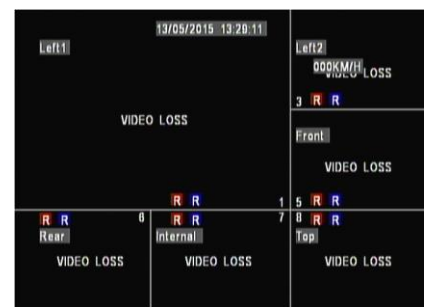 13/05/2015 13:29:11
Left1
VIDEO LOSS
R R 1
Left2
000KM/H
VIDEO LOSS
3 R R
Front
VIDEO LOSS
5 R R
R R 6
Rear
VIDEO LOSS
R R 7
Internal
VIDEO LOSS
8 R R
Top
VIDEO LOSS